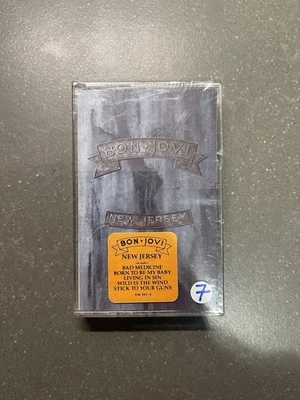 BON★JOVI
NEW JERSEY
BON★JOVI
NEW JERSEY
includes
BAD MEDICINE
BORN TO BE MY BABY
LIVING IN SIN
WILD IS THE WIND
STICK TO YOUR GUNS
7